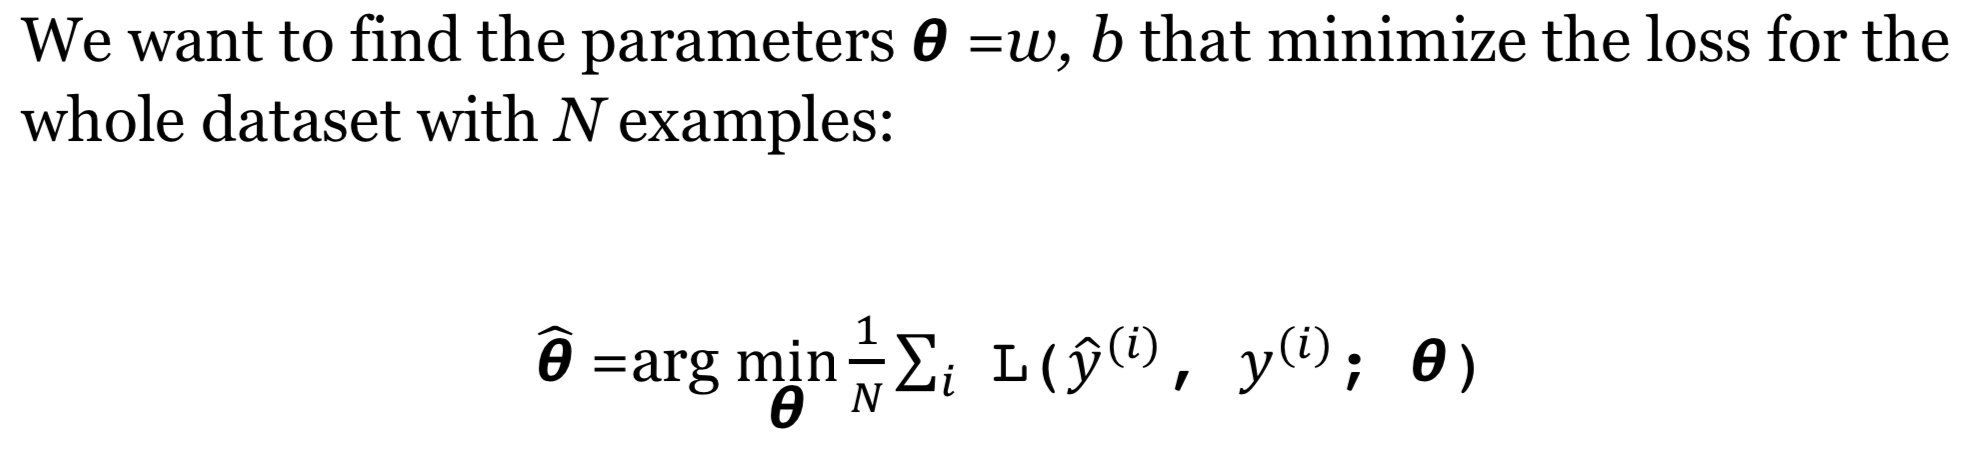 We want to find the parameters θ =w, b that minimize the loss for the
whole dataset with N examples:
θ̂ =arg min_θ 1/N ∑ᵢ L(ŷ⁽ⁱ⁾, y⁽ⁱ⁾; θ)